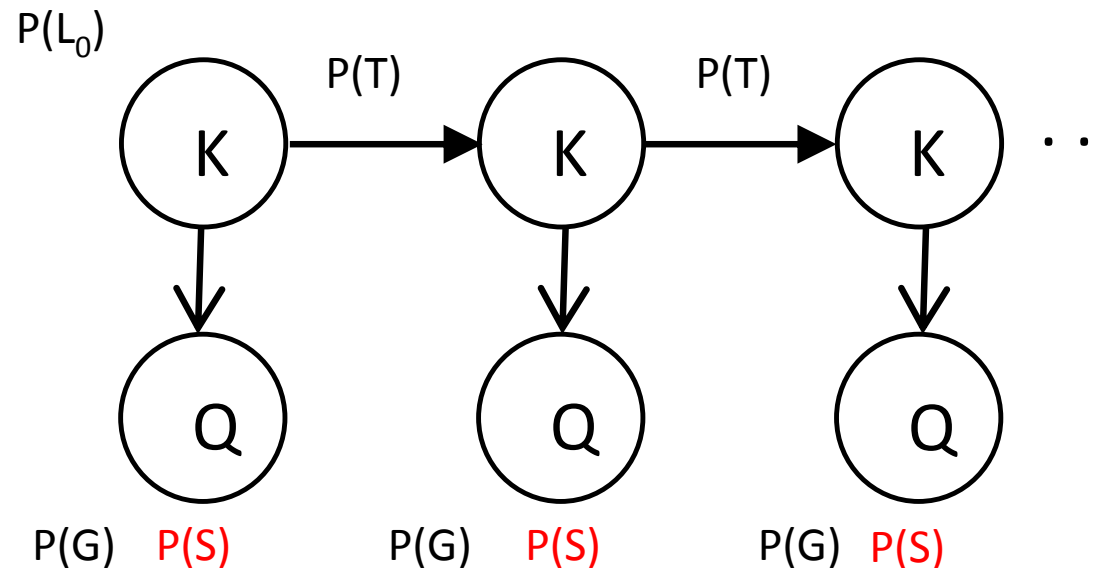 P(L₀)
P(T) P(T)
K K K . .
Q Q Q
P(G) P(S) P(G) P(S) P(G) P(S)